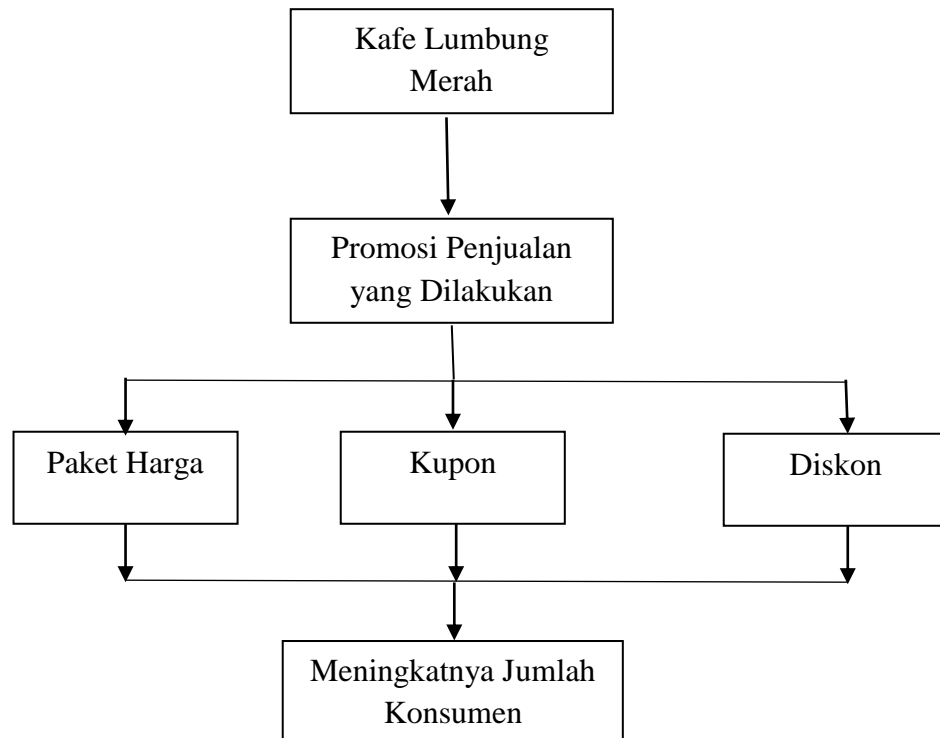 Kafe Lumbung
Merah
Promosi Penjualan
yang Dilakukan
Paket Harga
Kupon
Diskon
Meningkatnya Jumlah
Konsumen